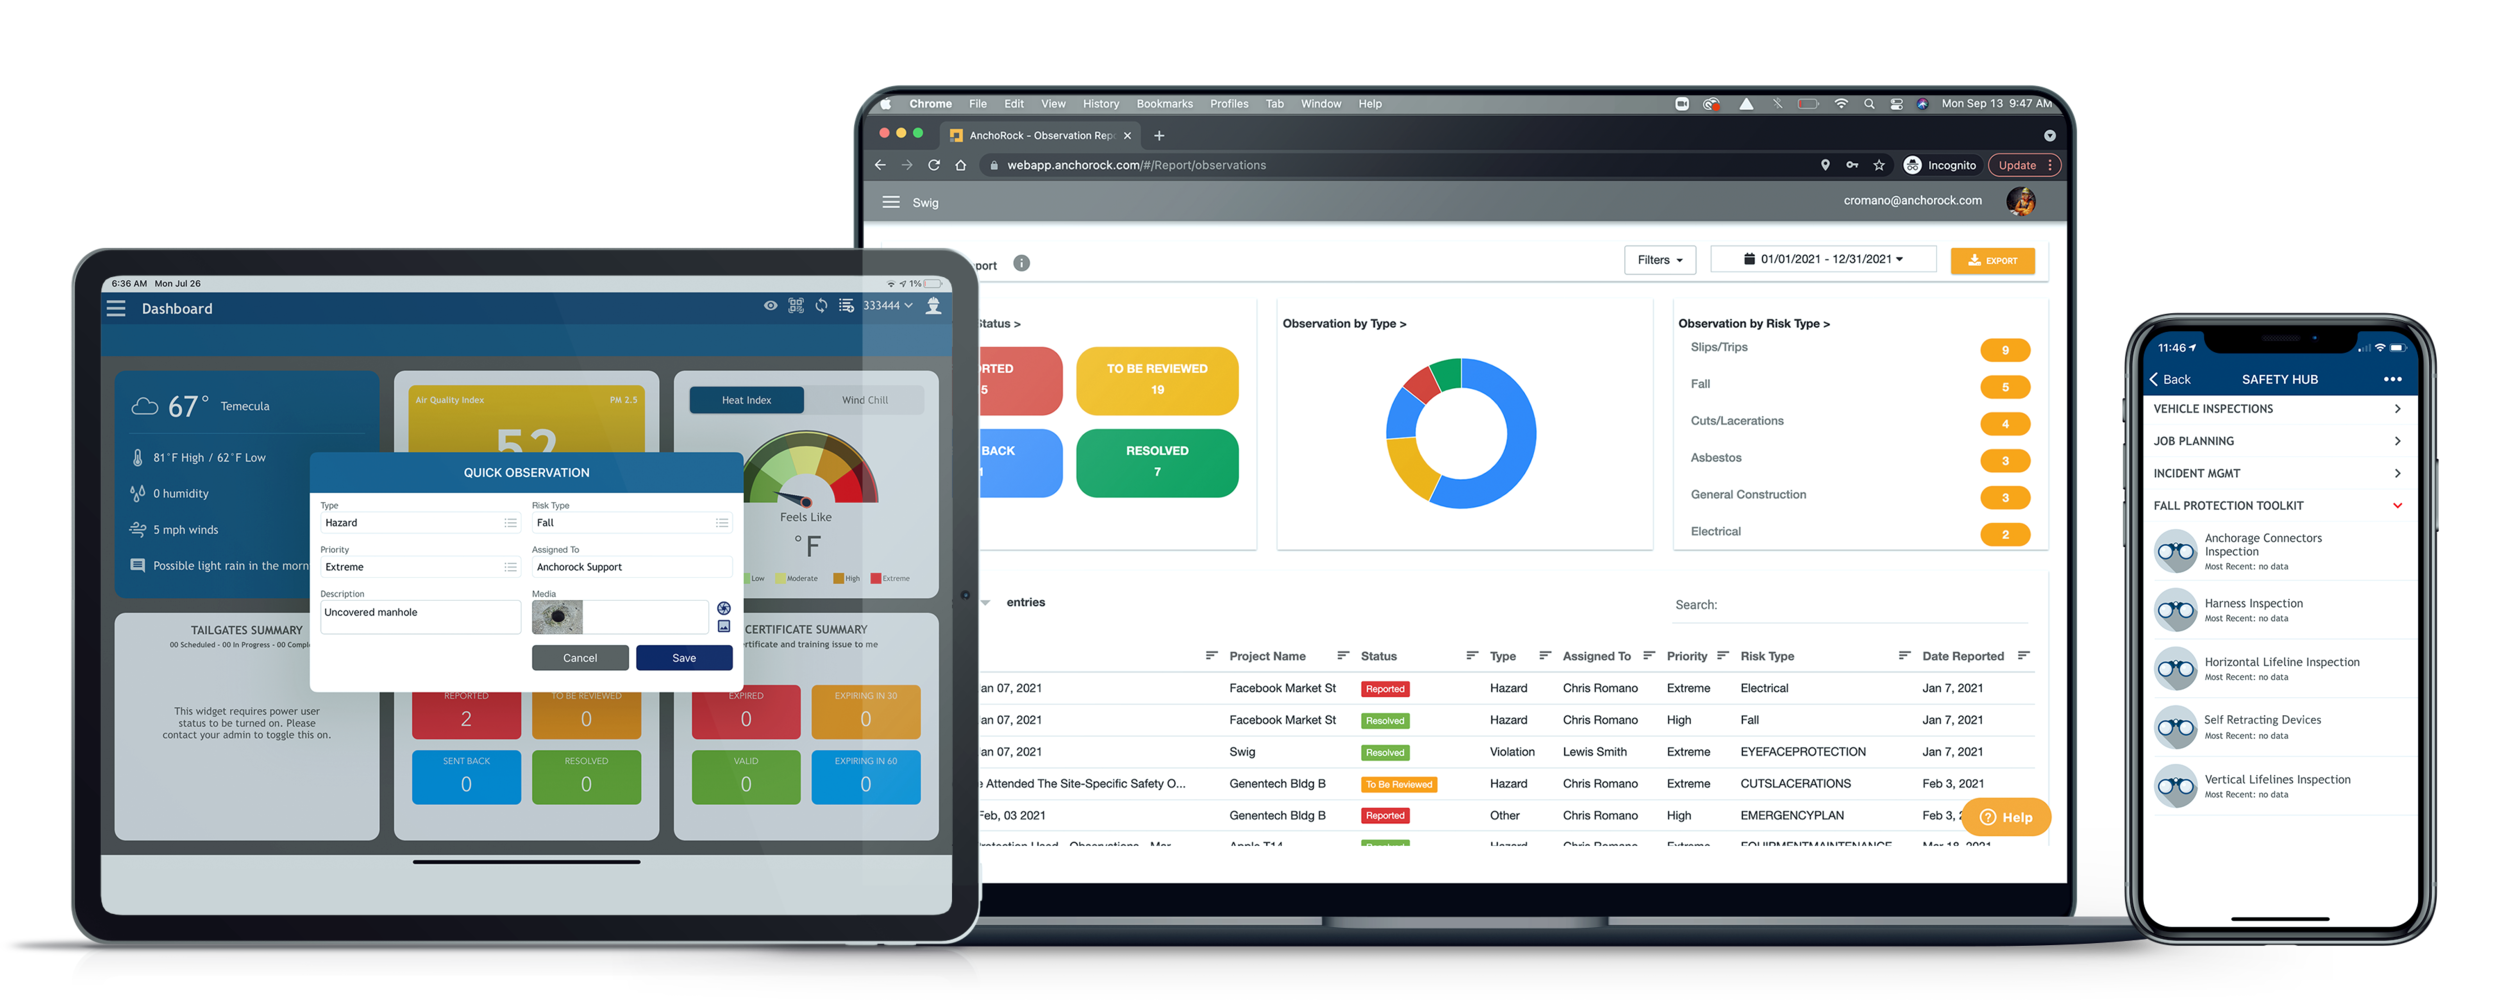 Chrome File Edit View History Bookmarks Profiles Tab Window Help
Mon Sep 13 9:47 AM
AnchoRock - Observation Rep
webapp.anchorock.com/#/Report/observations
Incognito
Update
Swig
cromano@anchorock.com
port
Filters
01/01/2021 - 12/31/2021
EXPORT
Status >
RTED
5
TO BE REVIEWED
19
BACK
RESOLVED
7
Observation by Type >
Observation by Risk Type >
Slips/Trips 9
Fall 5
Cuts/Lacerations 4
Asbestos 3
General Construction 3
Electrical 2
entries
Search:
Project Name Status Type Assigned To Priority Risk Type Date Reported
an 07, 2021 Facebook Market St Reported Hazard Chris Romano Extreme Electrical Jan 7, 2021
an 07, 2021 Facebook Market St Resolved Hazard Chris Romano High Fall Jan 7, 2021
an 07, 2021 Swig Resolved Violation Lewis Smith Extreme EYEFACEPROTECTION Jan 7, 2021
e Attended The Site-Specific Safety O... Genentech Bldg B To Be Reviewed Hazard Chris Romano Extreme CUTSLACERATIONS Feb 3, 2021
Feb, 03 2021 Genentech Bldg B Reported Other Chris Romano High EMERGENCYPLAN Feb 3,
Help
6:36 AM Mon Jul 26
1%
Dashboard
333444
67° Temecula
81°F High / 62°F Low
0 humidity
5 mph winds
Possible light rain in the morn
Air Quality Index PM 2.5
52
Heat Index Wind Chill
Feels Like
°F
Low Moderate High Extreme
QUICK OBSERVATION
Type
Hazard
Risk Type
Fall
Priority
Extreme
Assigned To
Anchorock Support
Description
Uncovered manhole
Media
Cancel
Save
TAILGATES SUMMARY
00 Scheduled - 00 In Progress - 00 Compl
This widget requires power user
status to be turned on. Please
contact your admin to toggle this on.
REPORTED
2
TO BE REVIEWED
0
SENT BACK
0
RESOLVED
0
CERTIFICATE SUMMARY
rtificate and training issue to me
EXPIRED
0
EXPIRING IN 30
0
VALID
0
EXPIRING IN 60
0
11:46
Back
SAFETY HUB
VEHICLE INSPECTIONS
JOB PLANNING
INCIDENT MGMT
FALL PROTECTION TOOLKIT
Anchorage Connectors
Inspection
Most Recent: no data
Harness Inspection
Most Recent: no data
Horizontal Lifeline Inspection
Most Recent: no data
Self Retracting Devices
Most Recent: no data
Vertical Lifelines Inspection
Most Recent: no data